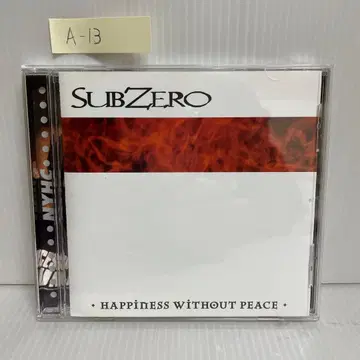 A-13
SUBZERO
NYHC
• HAPPINESS WITHOUT PEACE •